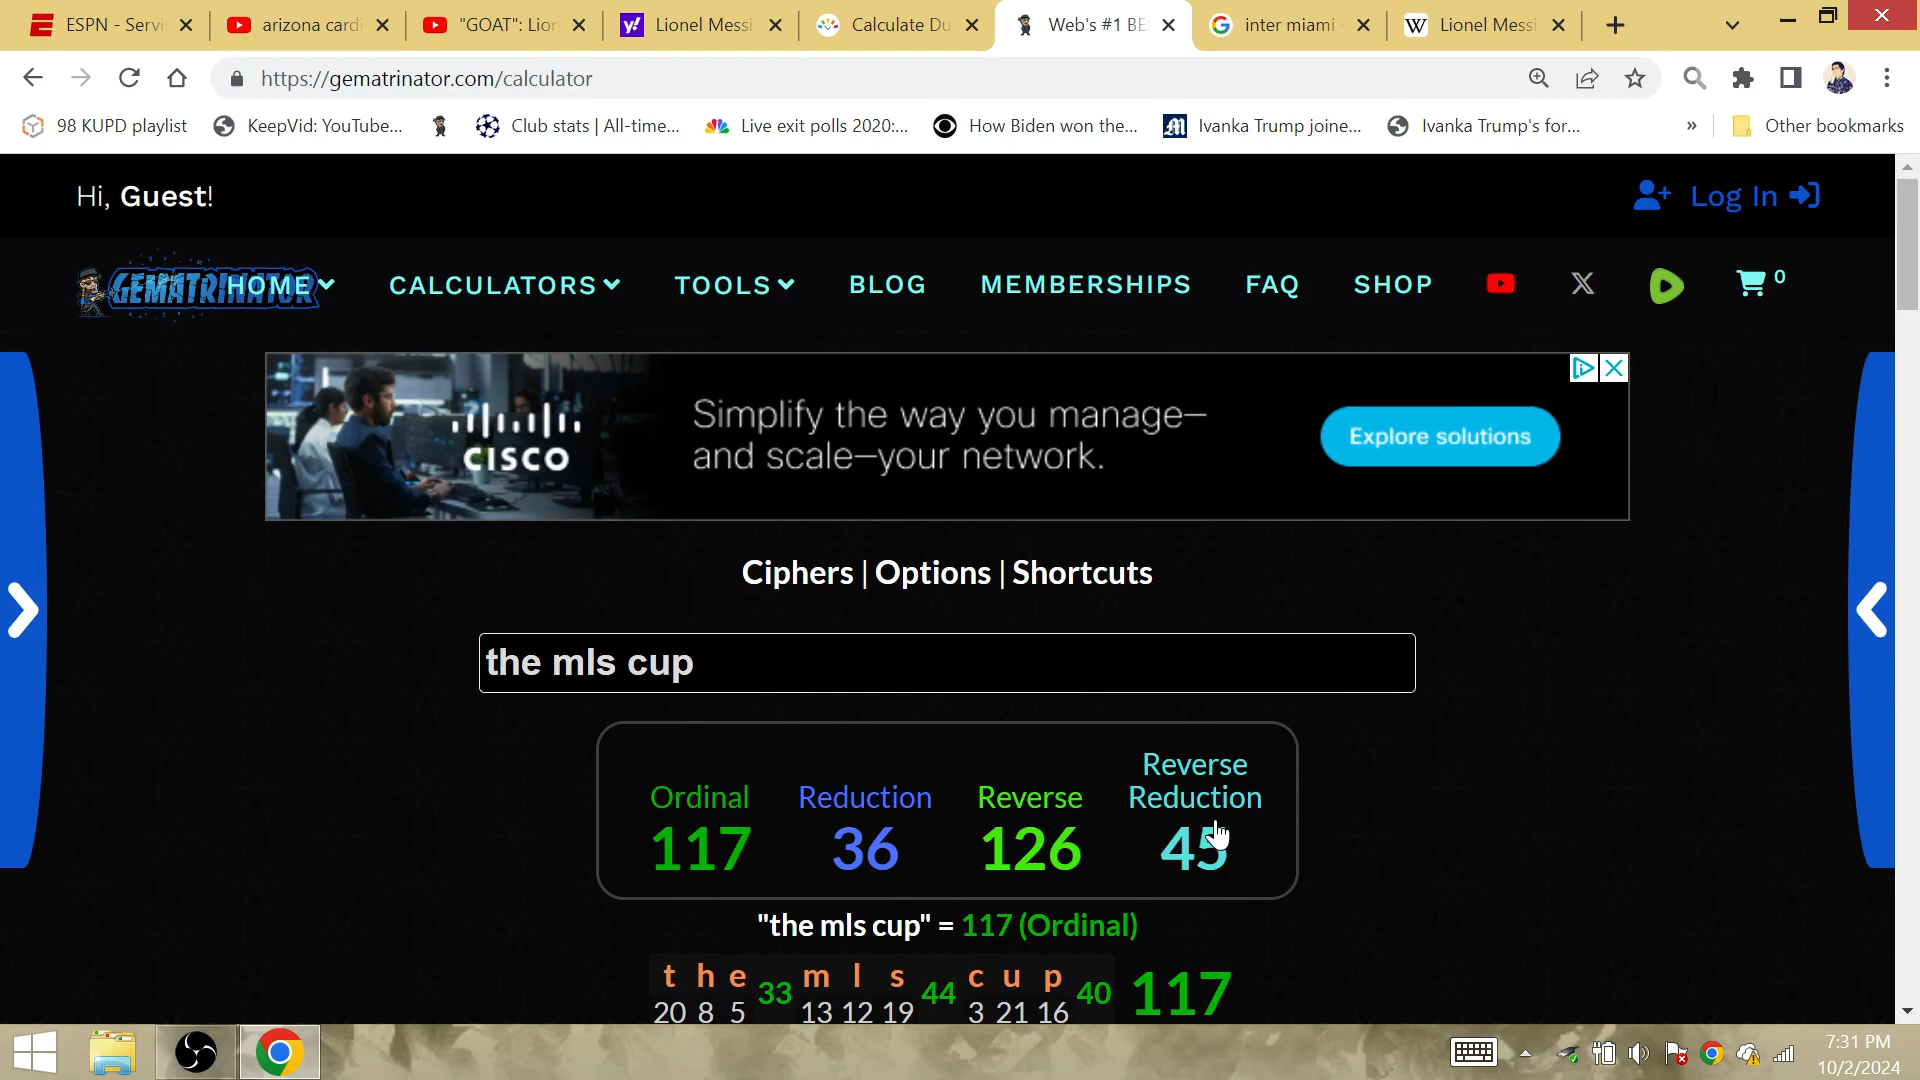 ESPN - Servi
arizona cardi
"GOAT": Lion
Lionel Messi
Calculate Du
Web's #1 BE
inter miami
Lionel Messi
https://gematrinator.com/calculator
98 KUPD playlist
KeepVid: YouTube...
Club stats | All-time...
Live exit polls 2020:...
How Biden won the...
Ivanka Trump joine...
Ivanka Trump's for...
»
Other bookmarks
Hi, Guest!
Log In
GEMATRINATOR
HOME
CALCULATORS
TOOLS
BLOG
MEMBERSHIPS
FAQ
SHOP
0
CISCO
Simplify the way you manage—
and scale—your network.
Explore solutions
Ciphers | Options | Shortcuts
the mls cup
Ordinal
117
Reduction
36
Reverse
126
Reverse
Reduction
45
"the mls cup" = 117 (Ordinal)
t h e 33 m l s 44 c u p 40 117
20 8 5 13 12 19 3 21 16
7:31 PM
10/2/2024